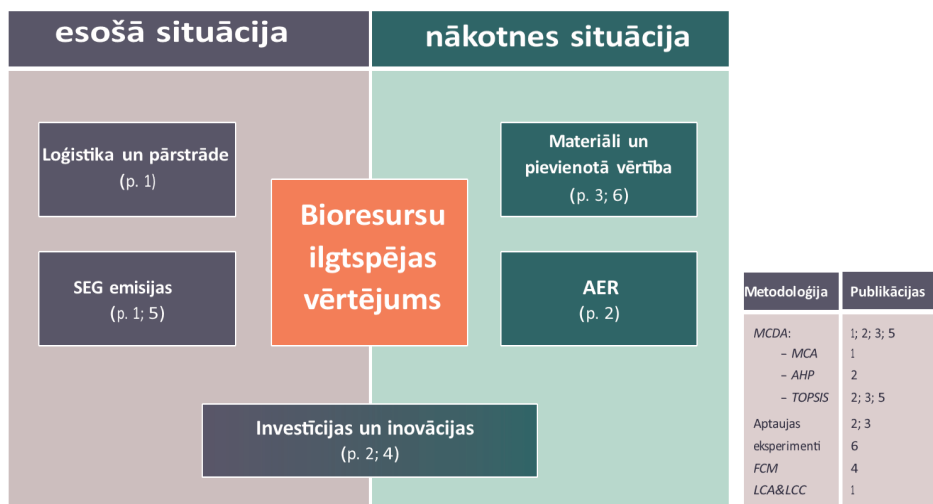 esošā situācija
nākotnes situācija
Loģistika un pārstrāde
(p. 1)
SEG emisijas
(p. 1; 5)
Bioresursu
ilgtspējas
vērtējums
Materiāli un
pievienotā vērtība
(p. 3; 6)
AER
(p. 2)
Investīcijas un inovācijas
(p. 2; 4)
Metodoloģija Publikācijas
MCDA: 1; 2; 3; 5
– MCA 1
– AHP 2
– TOPSIS 2; 3; 5
Aptaujas 2; 3
eksperimenti 6
FCM 4
LCA&LCC 1